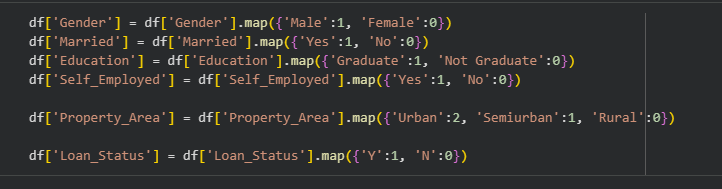 df['Gender'] = df['Gender'].map({'Male':1, 'Female':0})
df['Married'] = df['Married'].map({'Yes':1, 'No':0})
df['Education'] = df['Education'].map({'Graduate':1, 'Not Graduate':0})
df['Self_Employed'] = df['Self_Employed'].map({'Yes':1, 'No':0})
df['Property_Area'] = df['Property_Area'].map({'Urban':2, 'Semiurban':1, 'Rural':0})
df['Loan_Status'] = df['Loan_Status'].map({'Y':1, 'N':0})